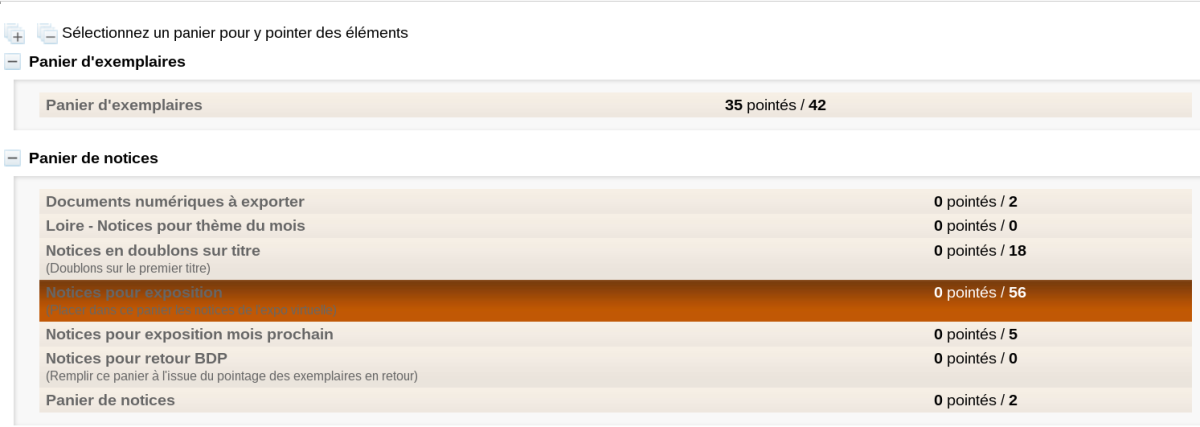 Sélectionnez un panier pour y pointer des éléments
Panier d'exemplaires
Panier d'exemplaires 35 pointés / 42
Panier de notices
Documents numériques à exporter 0 pointés / 2
Loire - Notices pour thème du mois 0 pointés / 0
Notices en doublons sur titre 0 pointés / 18
(Doublons sur le premier titre)
Notices pour exposition 0 pointés / 56
Notices pour exposition mois prochain 0 pointés / 5
Notices pour retour BDP 0 pointés / 0
(Remplir ce panier à l'issue du pointage des exemplaires en retour)
Panier de notices 0 pointés / 2